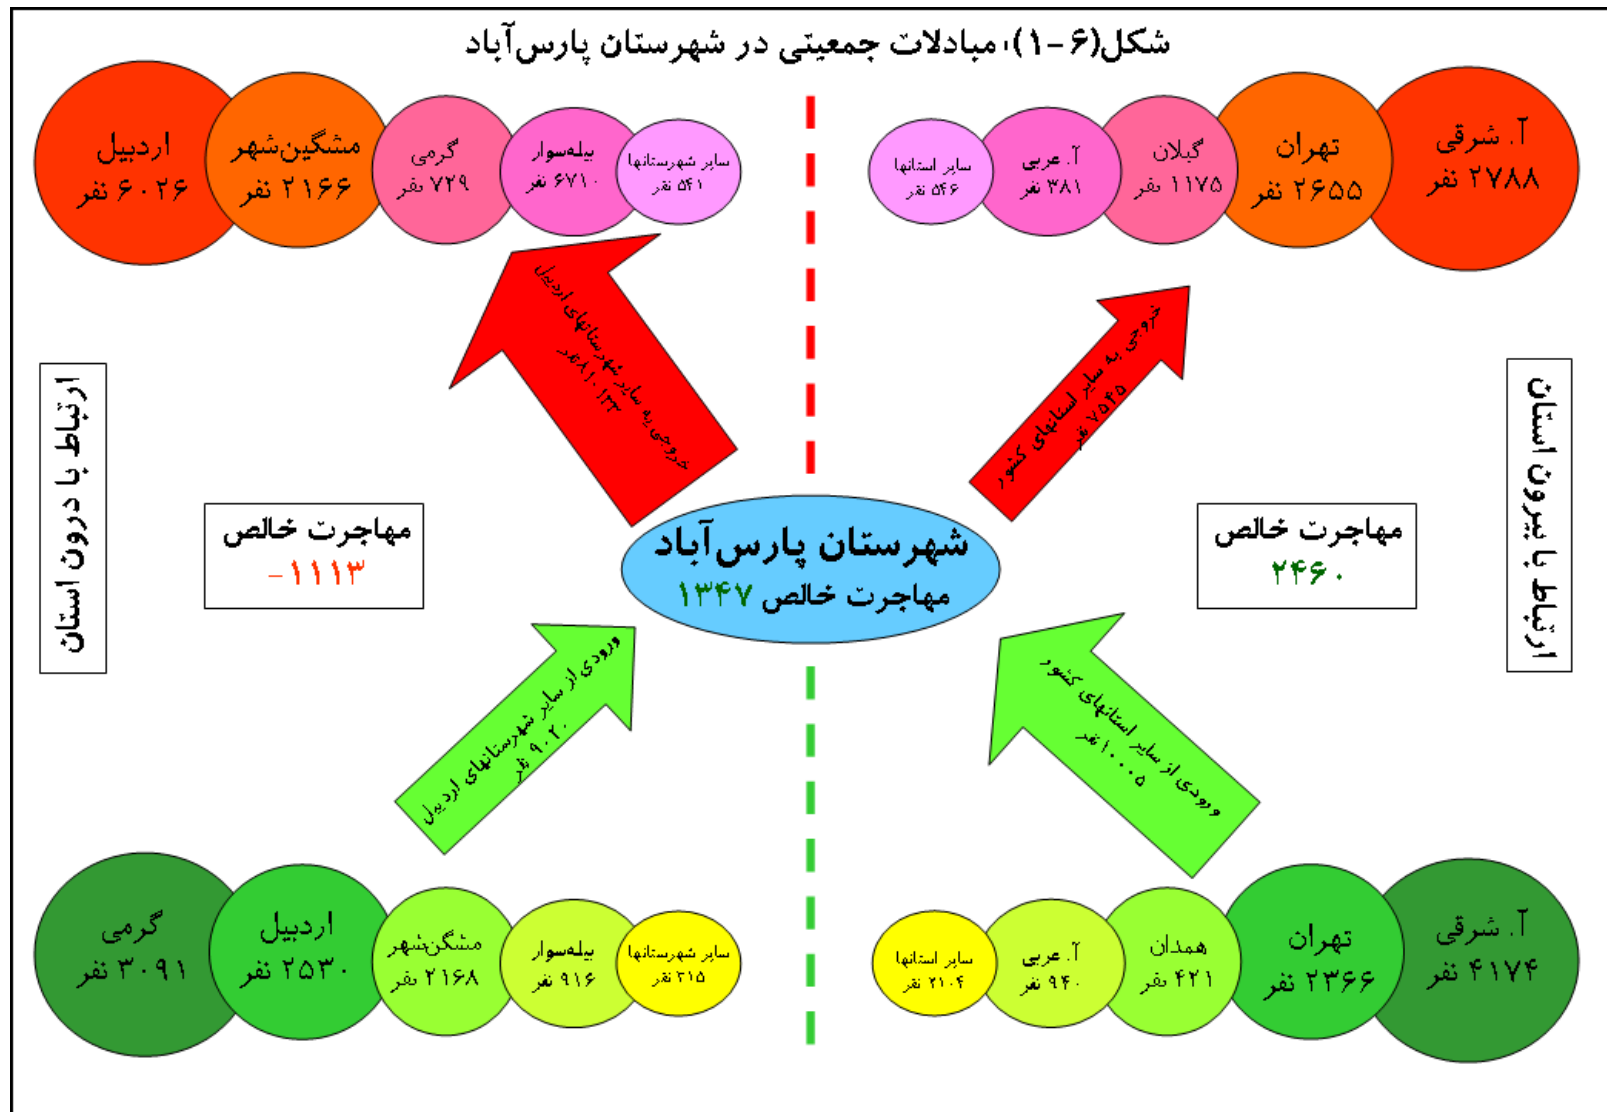 شکل(۶-۱)، مبادلات جمعیتی در شهرستان پارس‌آباد
آ. شرقی
۲۷۸۸ نفر
تهران
۲۶۵۵ نفر
گیلان
۱۱۷۵ نفر
آ. غربی
۳۸۱ نفر
سایر استانها
۵۴۶ نفر
سایر شهرستانها
۵۴۱ نفر
بیله‌سوار
۶۷۱۰ نفر
گرمی
۷۲۹ نفر
مشگین‌شهر
۲۱۶۶ نفر
اردبیل
۶۰۲۶ نفر
خروجی به سایر استانهای کشور
۷۵۴۵ نفر
خروجی به سایر شهرستانهای اردبیل
نفر
ارتباط با بیرون استان
مهاجرت خالص
۲۴۶۰
شهرستان پارس‌آباد
مهاجرت خالص ۱۳۴۷
مهاجرت خالص
-۱۱۱۳
ارتباط با درون استان
ورودی از سایر استانهای کشور
۱۰۰۰۵ نفر
ورودی از سایر شهرستانهای اردبیل
۹۰۲۰ نفر
آ. شرقی
۴۱۷۴ نفر
تهران
۲۳۶۶ نفر
همدان
۴۲۱ نفر
آ. غربی
۹۴۰ نفر
سایر استانها
۲۱۰۴ نفر
سایر شهرستانها
۳۱۵ نفر
بیله‌سوار
۹۱۶ نفر
مشگن‌شهر
۲۱۶۸ نفر
اردبیل
۲۵۳۰ نفر
گرمی
۳۰۹۱ نفر